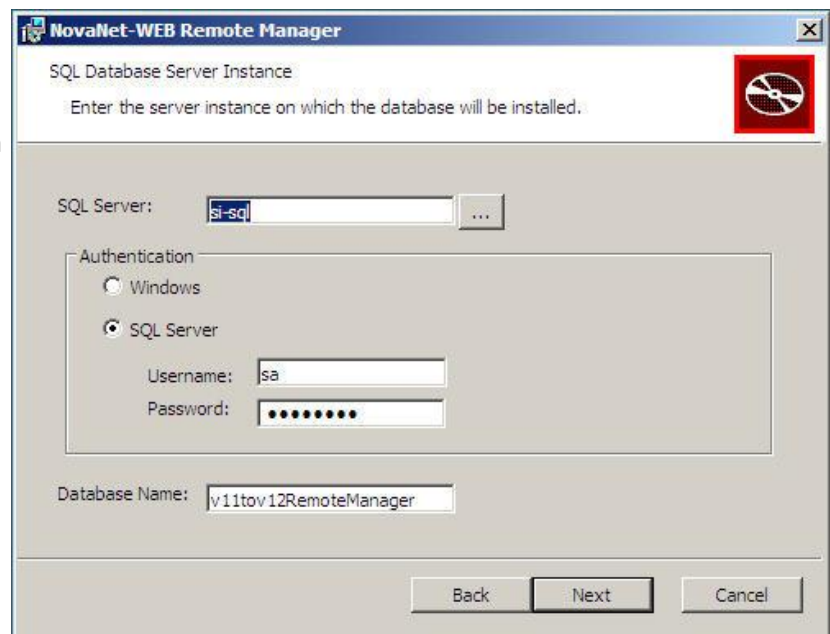 NovaNet-WEB Remote Manager
SQL Database Server Instance
Enter the server instance on which the database will be installed.
SQL Server: si-sql ...
Authentication
Windows
SQL Server
Username: sa
Password: ●●●●●●●●
Database Name: v11tov12RemoteManager
Back Next Cancel